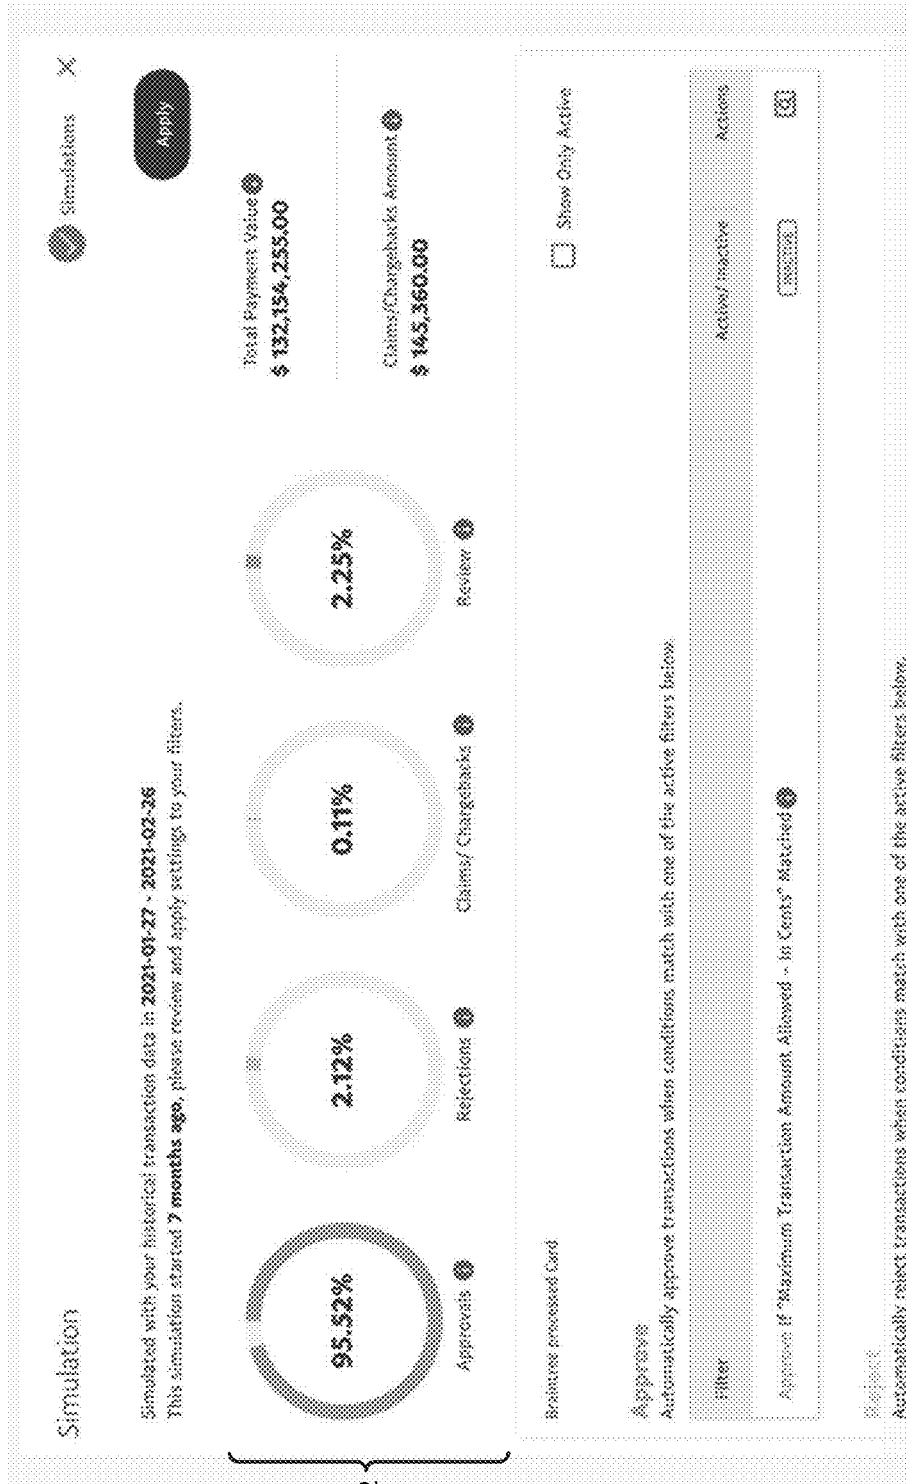 Simulation
Simulations
Simulated with your historical transaction data in 2021-01-27 - 2021-02-26
This simulation started 7 months ago, please review and apply settings to your filters.
Apply
95.52%
Approvals
2.12%
Rejections
0.11%
Claims/ Chargebacks
2.25%
Review
Total Payment Value
$ 132,154,255.00
Claims/Chargebacks Amount
$ 145,360.00
Braintree processed Card
Show Only Active
Approve
Automatically approve transactions when conditions match with one of the active filters below.
Filter
Active/ Inactive
Actions
Approve if "Maximum Transaction Amount Allowed - in Cents" Matched
INACTIVE
Reject
Automatically reject transactions when conditions match with one of the active filters below.